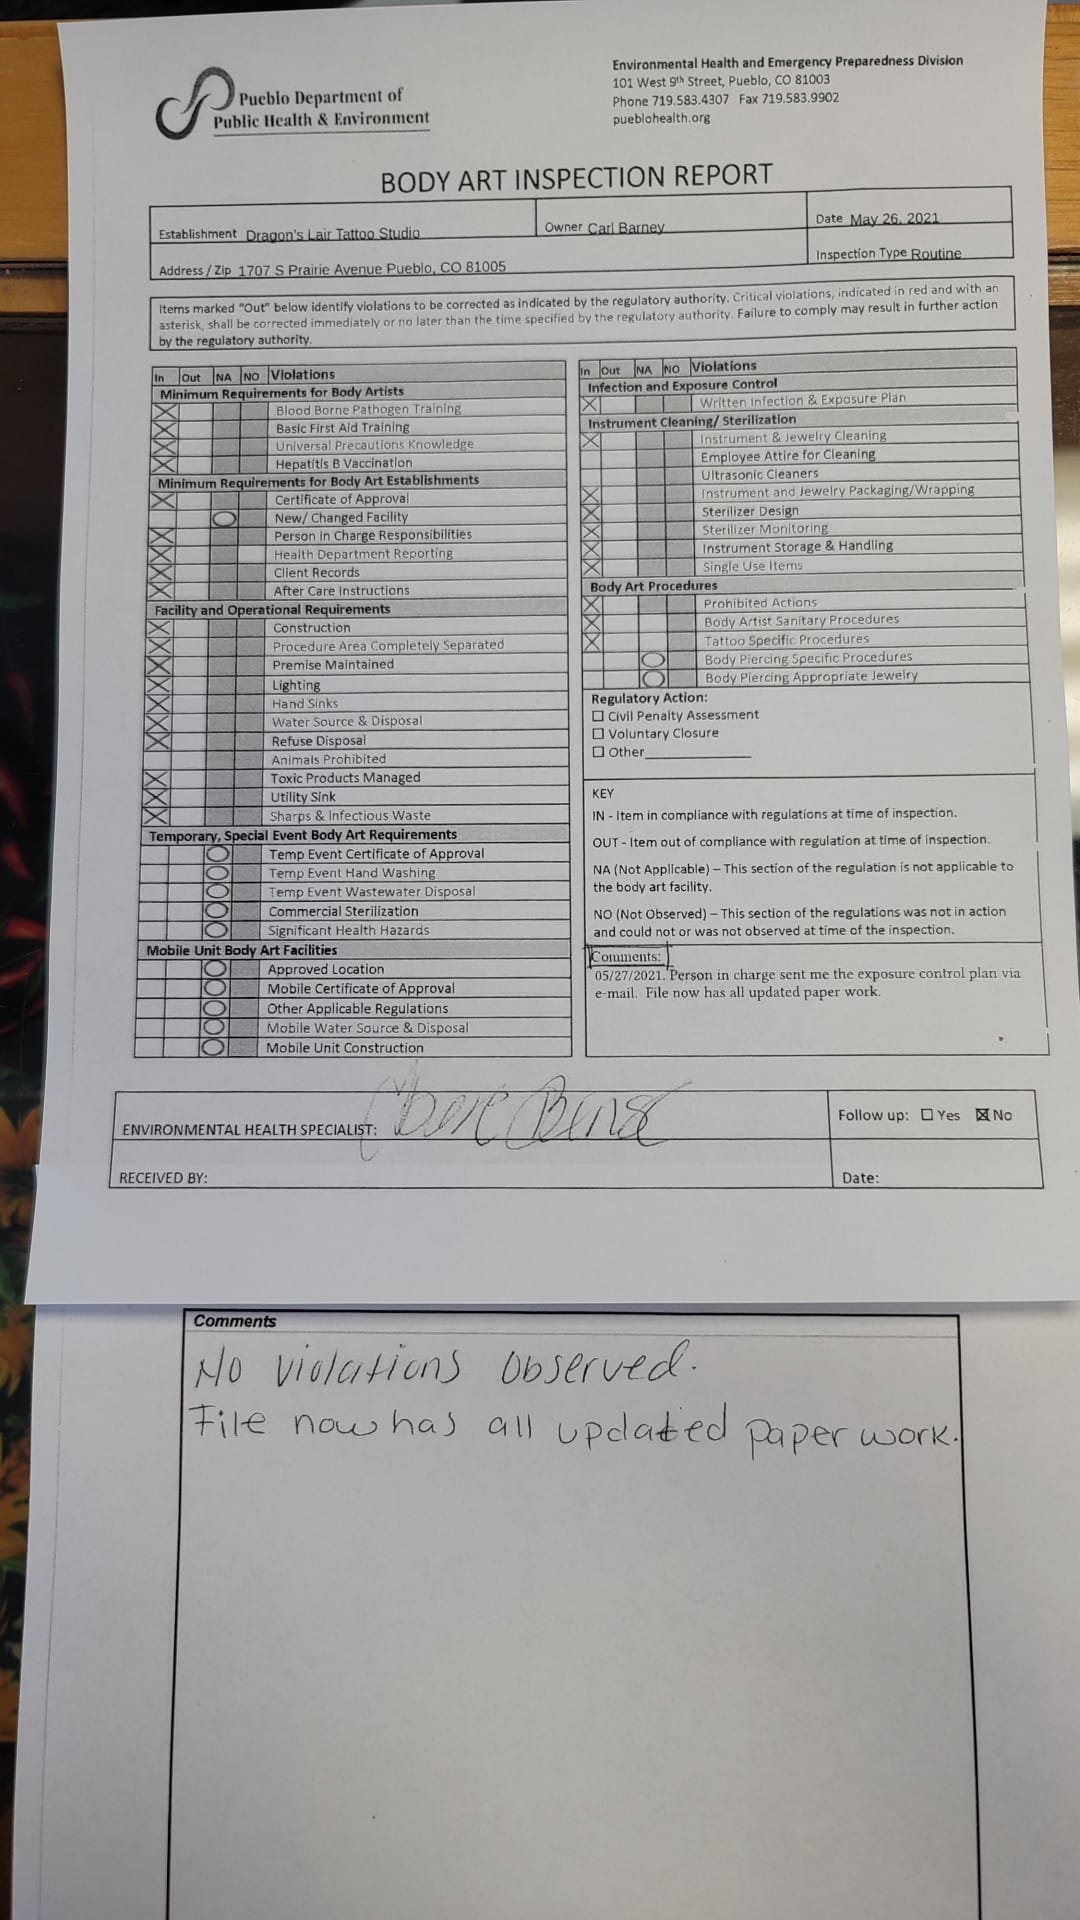 Pueblo Department of
Public Health & Environment
Environmental Health and Emergency Preparedness Division
101 West 9th Street, Pueblo, CO 81003
Phone 719.583.4307 Fax 719.583.9902
pueblohealth.org
BODY ART INSPECTION REPORT
Establishment Dragon's Lair Tattoo Studio
Owner Carl Barney
Date May 26, 2021
Address / Zip 1707 S Prairie Avenue Pueblo, CO 81005
Inspection Type Routine
Items marked "Out" below identify violations to be corrected as indicated by the regulatory authority. Critical violations, indicated in red and with an
asterisk, shall be corrected immediately or no later than the time specified by the regulatory authority. Failure to comply may result in further action
by the regulatory authority.
In Out NA NO Violations
Minimum Requirements for Body Artists
Blood Borne Pathogen Training
Basic First Aid Training
Universal Precautions Knowledge
Hepatitis B Vaccination
Minimum Requirements for Body Art Establishments
Certificate of Approval
New/ Changed Facility
Person in Charge Responsibilities
Health Department Reporting
Client Records
After Care Instructions
Facility and Operational Requirements
Construction
Procedure Area Completely Separated
Premise Maintained
Lighting
Hand Sinks
Water Source & Disposal
Refuse Disposal
Animals Prohibited
Toxic Products Managed
Utility Sink
Sharps & Infectious Waste
Temporary, Special Event Body Art Requirements
Temp Event Certificate of Approval
Temp Event Hand Washing
Temp Event Wastewater Disposal
Commercial Sterilization
Significant Health Hazards
Mobile Unit Body Art Facilities
Approved Location
Mobile Certificate of Approval
Other Applicable Regulations
Mobile Water Source & Disposal
Mobile Unit Construction
In Out NA NO Violations
Infection and Exposure Control
Written Infection & Exposure Plan
Instrument Cleaning/ Sterilization
Instrument & Jewelry Cleaning
Employee Attire for Cleaning
Ultrasonic Cleaners
Instrument and Jewelry Packaging/Wrapping
Sterilizer Design
Sterilizer Monitoring
Instrument Storage & Handling
Single Use Items
Body Art Procedures
Prohibited Actions
Body Artist Sanitary Procedures
Tattoo Specific Procedures
Body Piercing Specific Procedures
Body Piercing Appropriate Jewelry
Regulatory Action:
Civil Penalty Assessment
Voluntary Closure
Other
KEY
IN - Item in compliance with regulations at time of inspection.
OUT - Item out of compliance with regulation at time of inspection.
NA (Not Applicable) – This section of the regulation is not applicable to
the body art facility.
NO (Not Observed) – This section of the regulations was not in action
and could not or was not observed at time of the inspection.
Comments:
05/27/2021. Person in charge sent me the exposure control plan via
e-mail. File now has all updated paper work.
ENVIRONMENTAL HEALTH SPECIALIST:
Follow up: Yes No
RECEIVED BY:
Date:
Comments
No violations observed.
File now has all updated paper work.